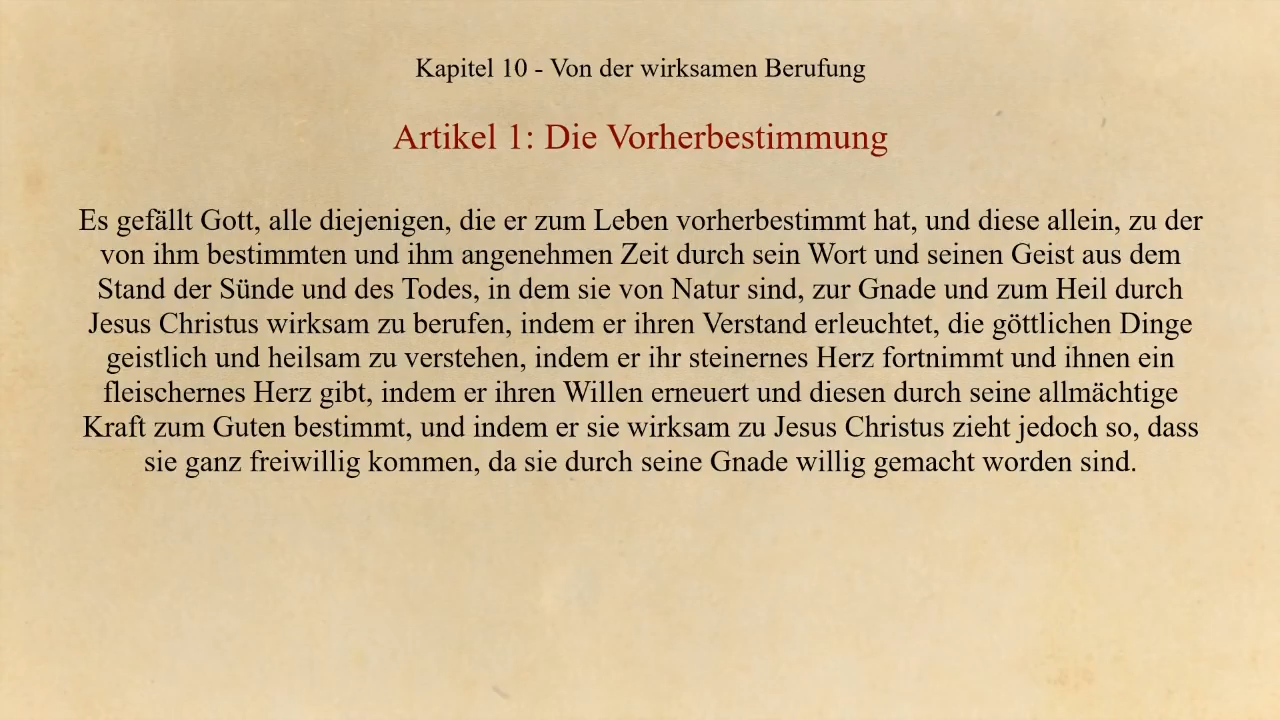 Kapitel 10 - Von der wirksamen Berufung
Artikel 1: Die Vorherbestimmung
Es gefällt Gott, alle diejenigen, die er zum Leben vorherbestimmt hat, und diese allein, zu der
von ihm bestimmten und ihm angenehmen Zeit durch sein Wort und seinen Geist aus dem
Stand der Sünde und des Todes, in dem sie von Natur sind, zur Gnade und zum Heil durch
Jesus Christus wirksam zu berufen, indem er ihren Verstand erleuchtet, die göttlichen Dinge
geistlich und heilsam zu verstehen, indem er ihr steinernes Herz fortnimmt und ihnen ein
fleischernes Herz gibt, indem er ihren Willen erneuert und diesen durch seine allmächtige
Kraft zum Guten bestimmt, und indem er sie wirksam zu Jesus Christus zieht jedoch so, dass
sie ganz freiwillig kommen, da sie durch seine Gnade willig gemacht worden sind.